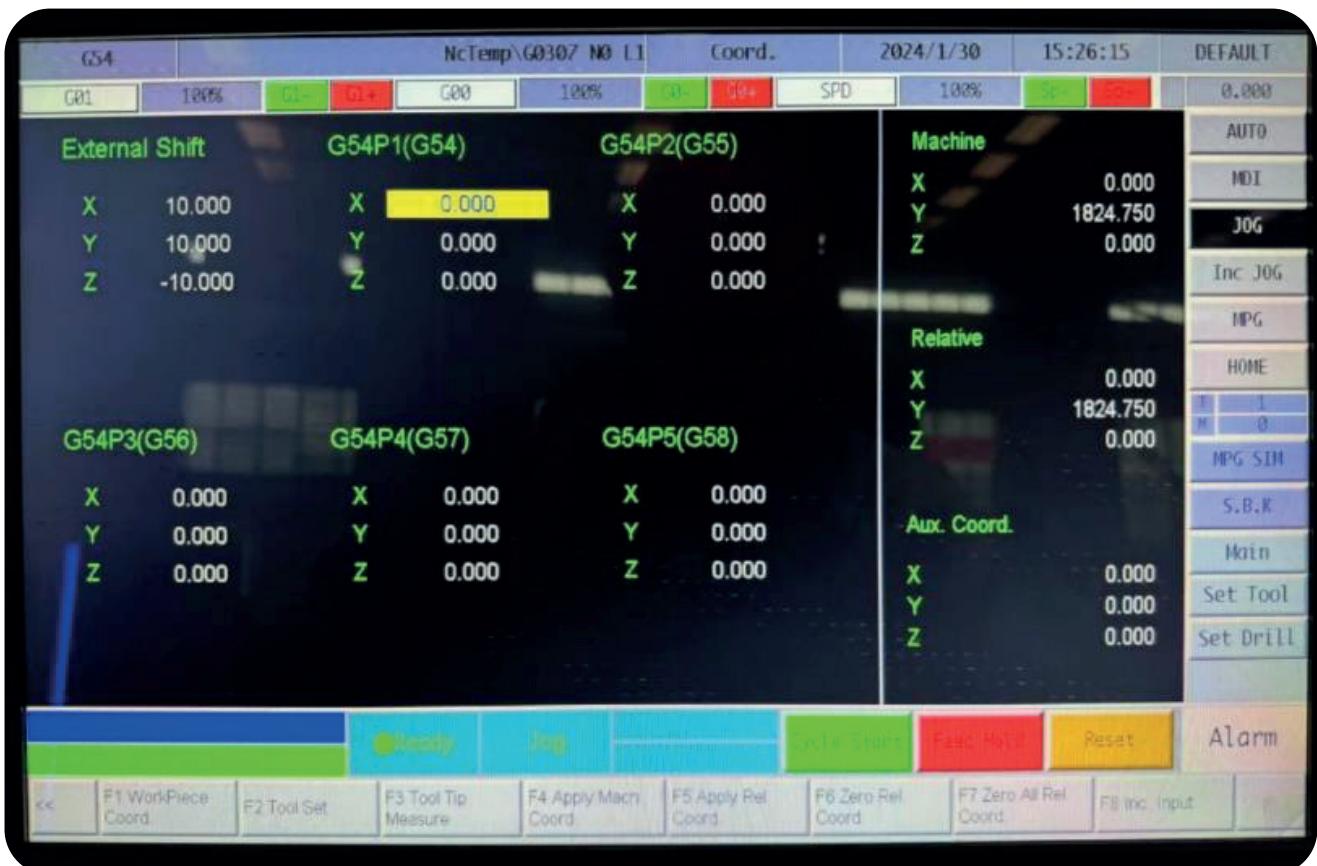 G54 NcTemp\G0307 N0 L1 Coord. 2024/1/30 15:26:15 DEFAULT
G01 100% G1- G1+ G00 100% G0- G0+ SPD 100% Sp- 0.000
External Shift G54P1(G54) G54P2(G55) Machine
X 10.000 X 0.000 X 0.000 X 0.000
Y 10.000 Y 0.000 Y 0.000 Y 1824.750
Z -10.000 Z 0.000 Z 0.000 Z 0.000
Relative
X 0.000
Y 1824.750
Z 0.000
G54P3(G56) G54P4(G57) G54P5(G58)
X 0.000 X 0.000 X 0.000
Y 0.000 Y 0.000 Y 0.000
Z 0.000 Z 0.000 Z 0.000
Aux. Coord.
X 0.000
Y 0.000
Z 0.000
AUTO
MDI
JOG
Inc JOG
MPG
HOME
T 1
M 0
MPG SIM
S.B.K
Main
Set Tool
Set Drill
Ready Jog Cycle Start Feed Hold Reset Alarm
<< F1 WorkPiece Coord. F2 Tool Set F3 Tool Tip Measure F4 Apply Mach Coord. F5 Apply Rel Coord. F6 Zero Rel. Coord. F7 Zero All Rel. Coord. F8 Inc. Input